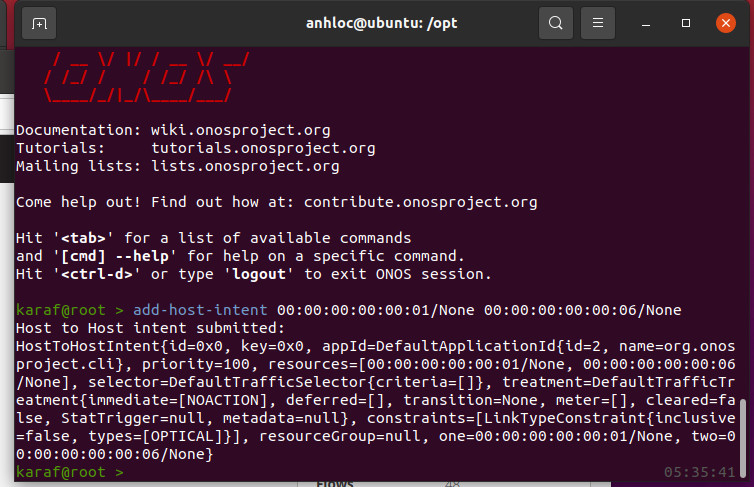 anhloc@ubuntu: /opt
/ __ \/ |/ / __ \/ __/
/ /_/ /    / /_/ /\ \
\____/_/|_/\____/___/
Documentation: wiki.onosproject.org
Tutorials:     tutorials.onosproject.org
Mailing lists: lists.onosproject.org
Come help out! Find out how at: contribute.onosproject.org
Hit '<tab>' for a list of available commands
and '[cmd] --help' for help on a specific command.
Hit '<ctrl-d>' or type 'logout' to exit ONOS session.
karaf@root > add-host-intent 00:00:00:00:00:01/None 00:00:00:00:00:06/None
Host to Host intent submitted:
HostToHostIntent{id=0x0, key=0x0, appId=DefaultApplicationId{id=2, name=org.onos
project.cli}, priority=100, resources=[00:00:00:00:00:01/None, 00:00:00:00:00:06
/None], selector=DefaultTrafficSelector{criteria=[]}, treatment=DefaultTrafficTr
eatment{immediate=[NOACTION], deferred=[], transition=None, meter=[], cleared=fa
lse, StatTrigger=null, metadata=null}, constraints=[LinkTypeConstraint{inclusive
=false, types=[OPTICAL]}], resourceGroup=null, one=00:00:00:00:00:01/None, two=0
0:00:00:00:00:06/None}
karaf@root > 05:35:41
Flows 48